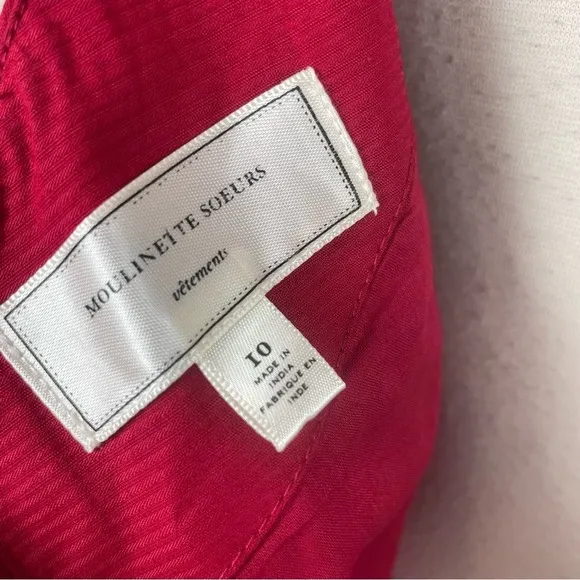 MOULINETTE SOEURS
vêtements
10
MADE IN
INDIA
FABRIQUE EN
INDE